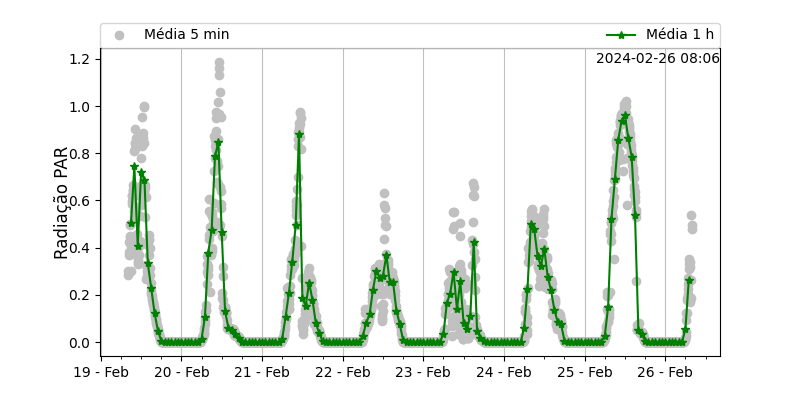 Média 5 min
Média 1 h
2024-02-26 08:06
Radiação PAR
1.2
1.0
0.8
0.6
0.4
0.2
0.0
19 - Feb
20 - Feb
21 - Feb
22 - Feb
23 - Feb
24 - Feb
25 - Feb
26 - Feb